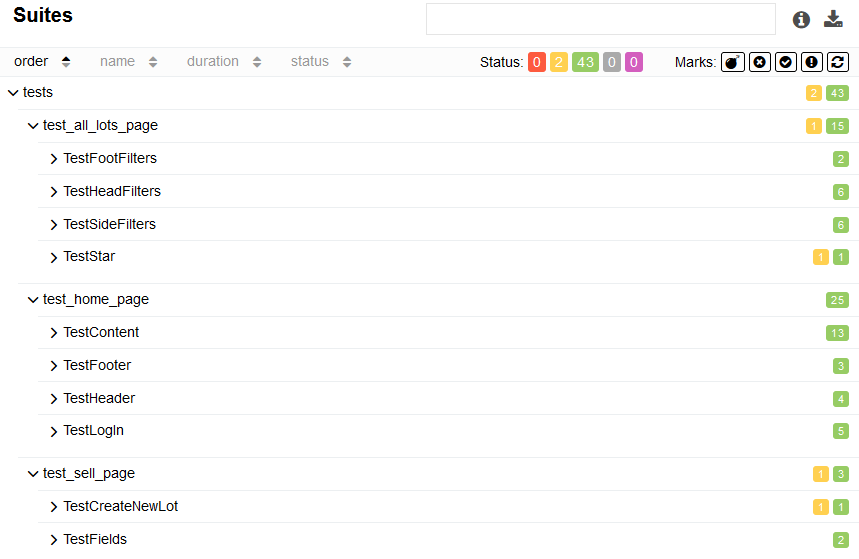 Suites
order name duration status Status: 0 2 43 0 0 Marks:
tests 2 43
test_all_lots_page 1 15
TestFootFilters 2
TestHeadFilters 6
TestSideFilters 6
TestStar 1 1
test_home_page 25
TestContent 13
TestFooter 3
TestHeader 4
TestLogIn 5
test_sell_page 1 3
TestCreateNewLot 1 1
TestFields 2